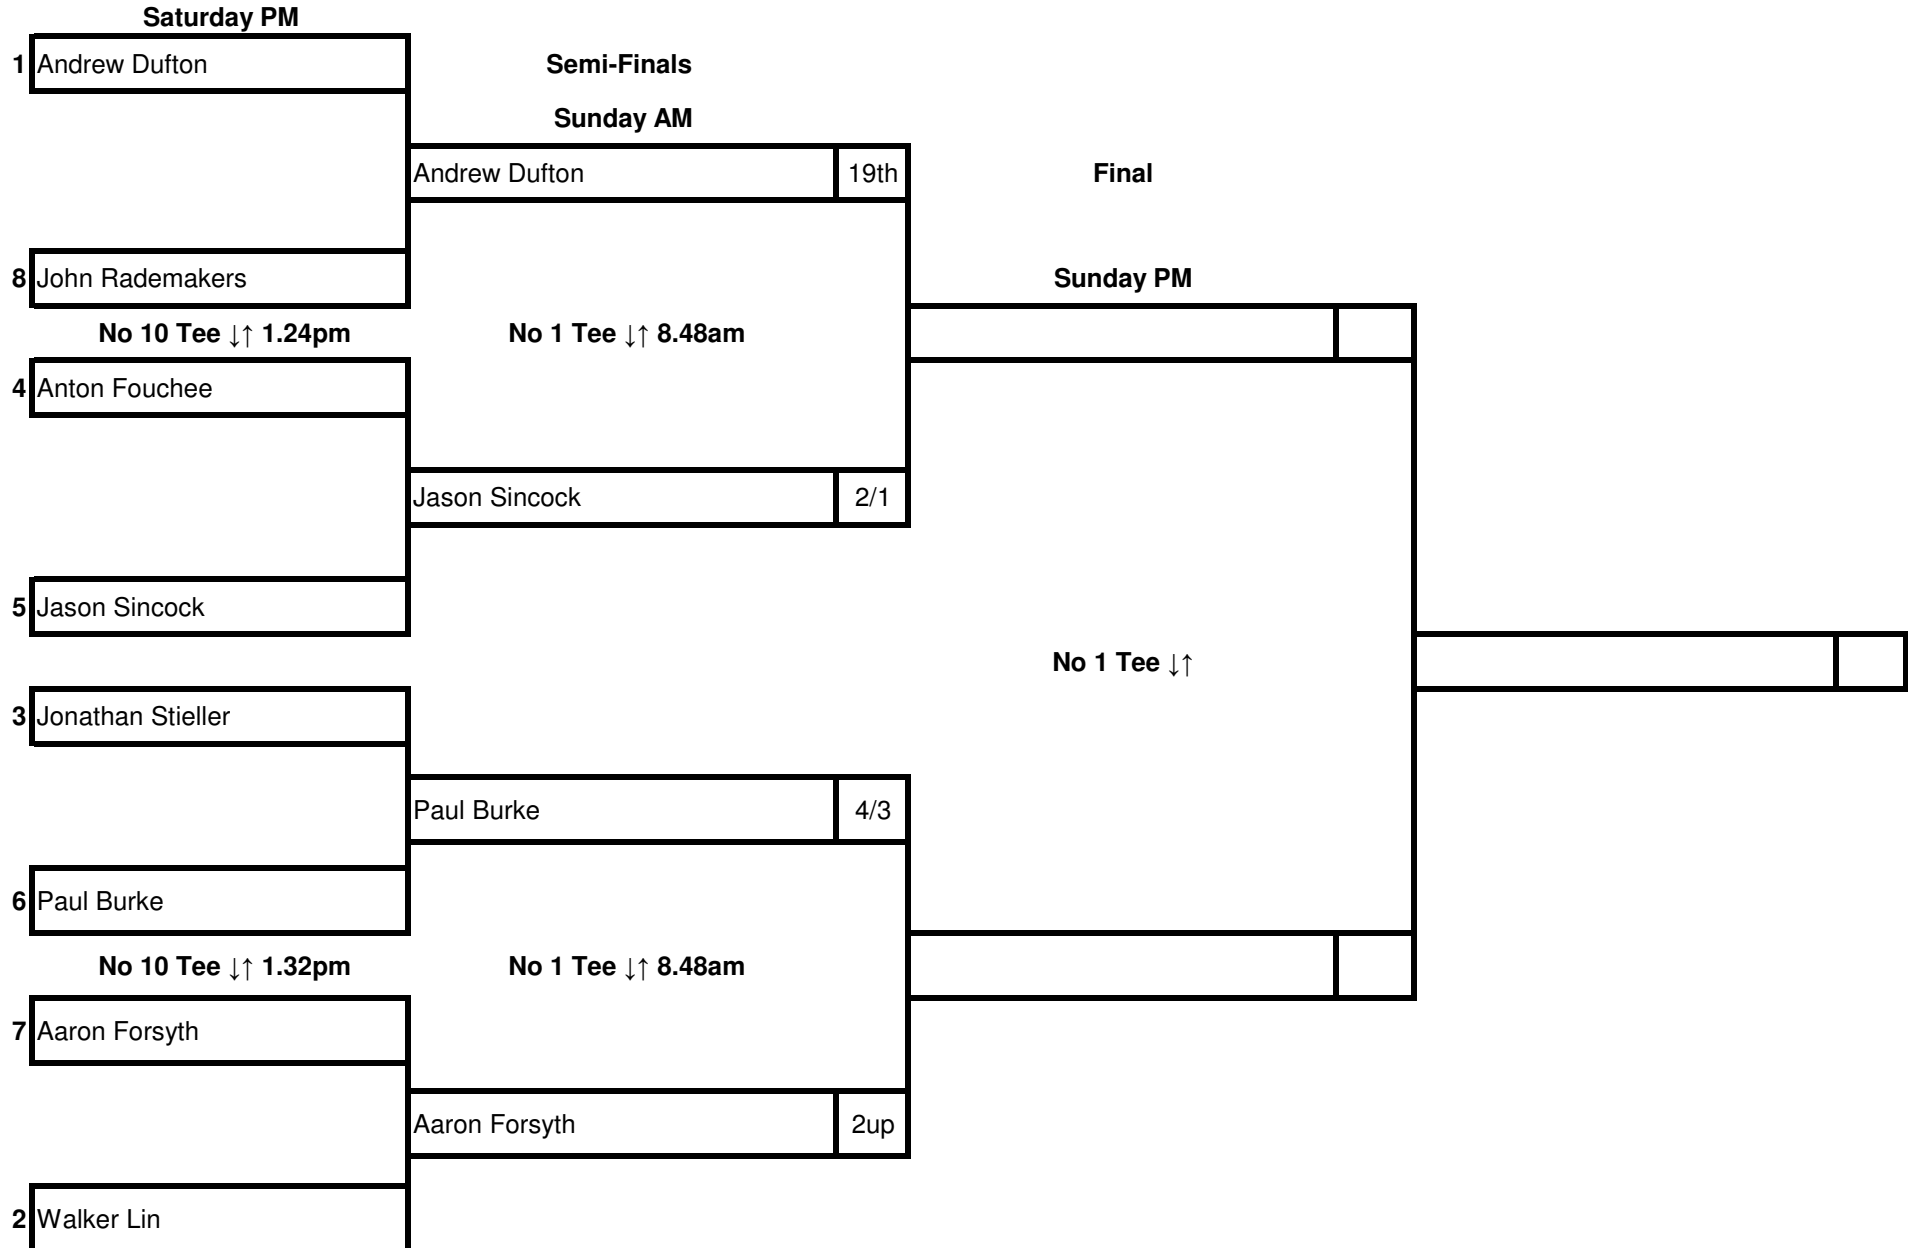 Saturday PM
1 Andrew Dufton
Semi-Finals
Sunday AM
Andrew Dufton 19th
Final
8 John Rademakers
Sunday PM
No 10 Tee ↓↑ 1.24pm
No 1 Tee ↓↑ 8.48am
4 Anton Fouchee
Jason Sincock 2/1
5 Jason Sincock
No 1 Tee ↓↑
3 Jonathan Stieller
Paul Burke 4/3
6 Paul Burke
No 10 Tee ↓↑ 1.32pm
No 1 Tee ↓↑ 8.48am
7 Aaron Forsyth
Aaron Forsyth 2up
2 Walker Lin